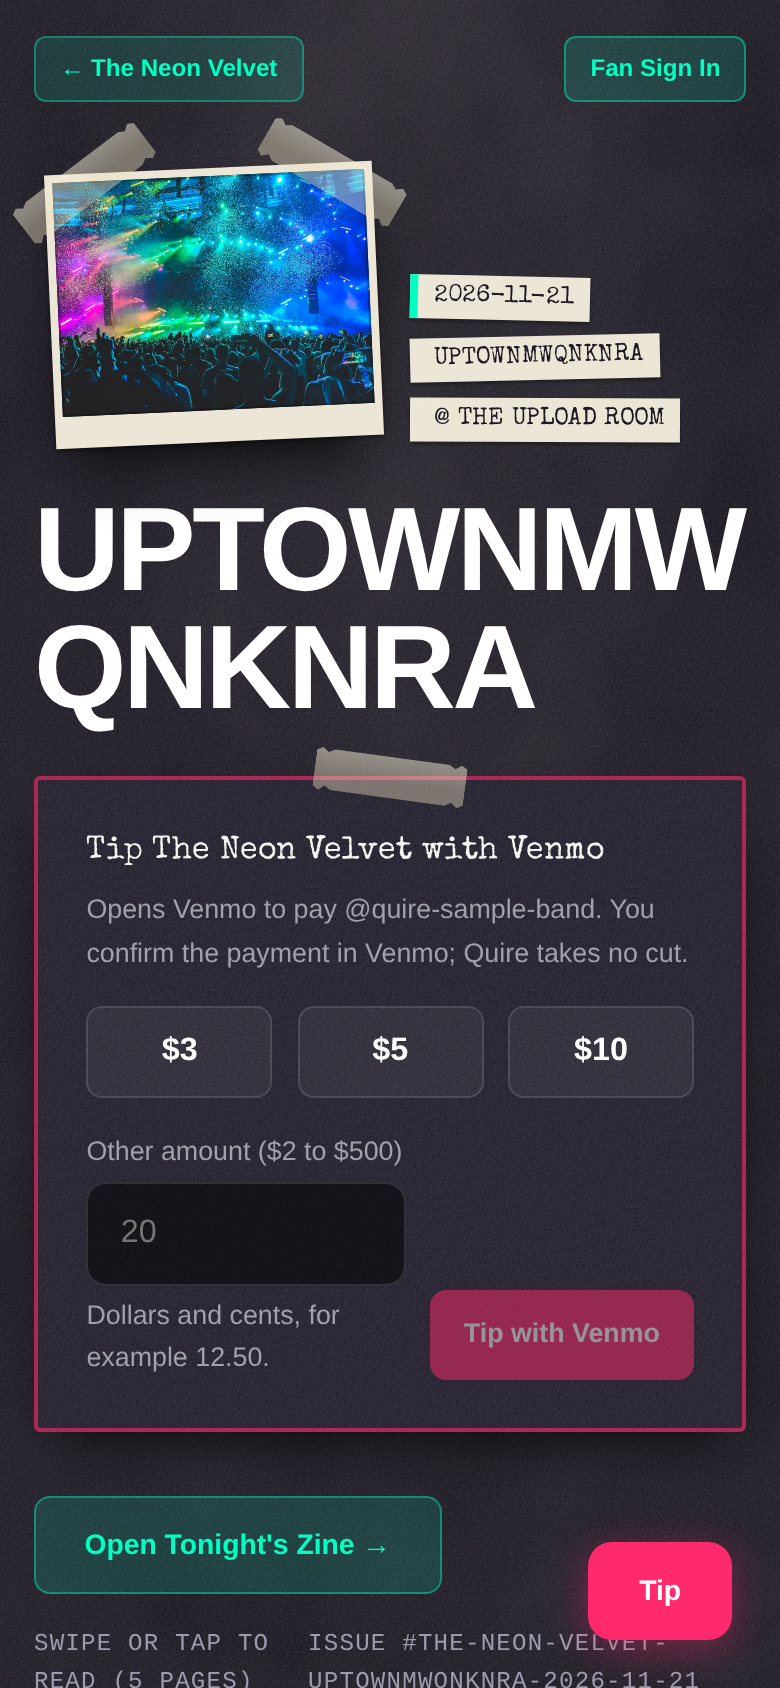 ← The Neon Velvet
Fan Sign In
2026-11-21
UPTOWNMWQNKNRA
@ THE UPLOAD ROOM
UPTOWNMW
QNKNRA
Tip The Neon Velvet with Venmo
Opens Venmo to pay @quire-sample-band. You
confirm the payment in Venmo; Quire takes no cut.
$3
$5
$10
Other amount ($2 to $500)
20
Dollars and cents, for
example 12.50.
Tip with Venmo
Open Tonight's Zine →
Tip
SWIPE OR TAP TO
READ (5 PAGES)
ISSUE #THE-NEON-VELVET-
UPTOWNMWQNKNRA-2026-11-21